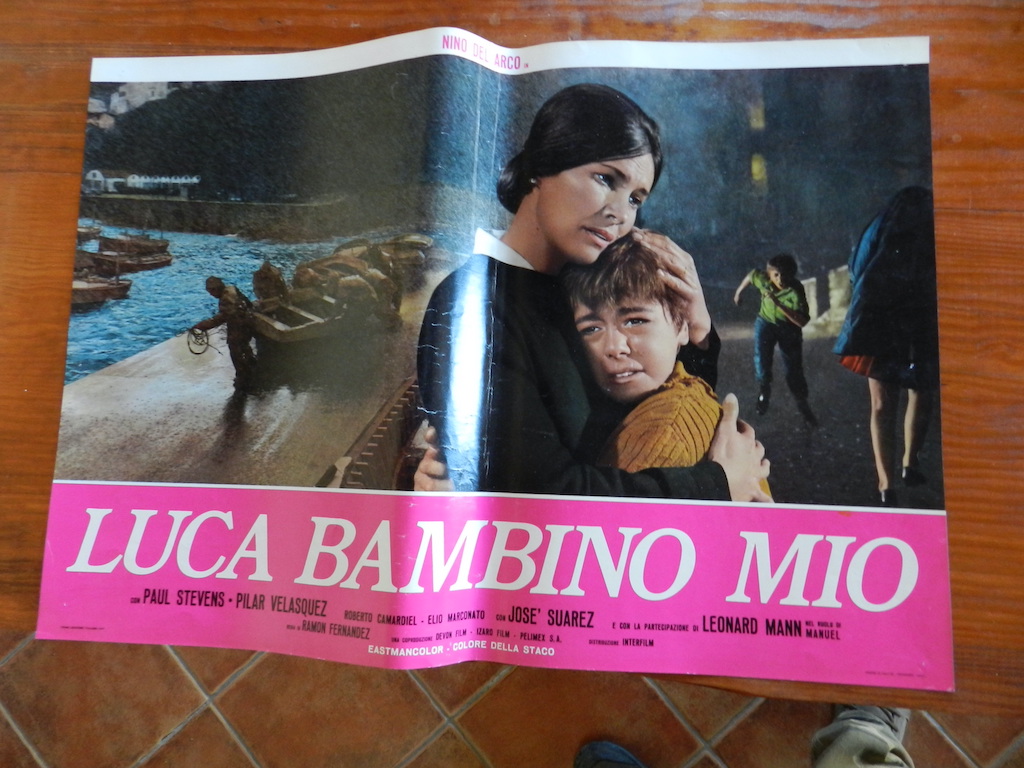 NINO DEL ARCO IN
LUCA BAMBINO MIO
CON PAUL STEVENS · PILAR VELASQUEZ ROBERTO CAMARDIEL - ELIO MARCONATO CON JOSE' SUAREZ E CON LA PARTECIPAZIONE DI LEONARD MANN NEL RUOLO DI MANUEL
REGIA DI RAMON FERNANDEZ UNA COPRODUZIONE DEVON FILM - IZARO FILM - PELIMEX S.A. DISTRIBUZIONE INTERFILM
EASTMANCOLOR - COLORE DELLA STACO